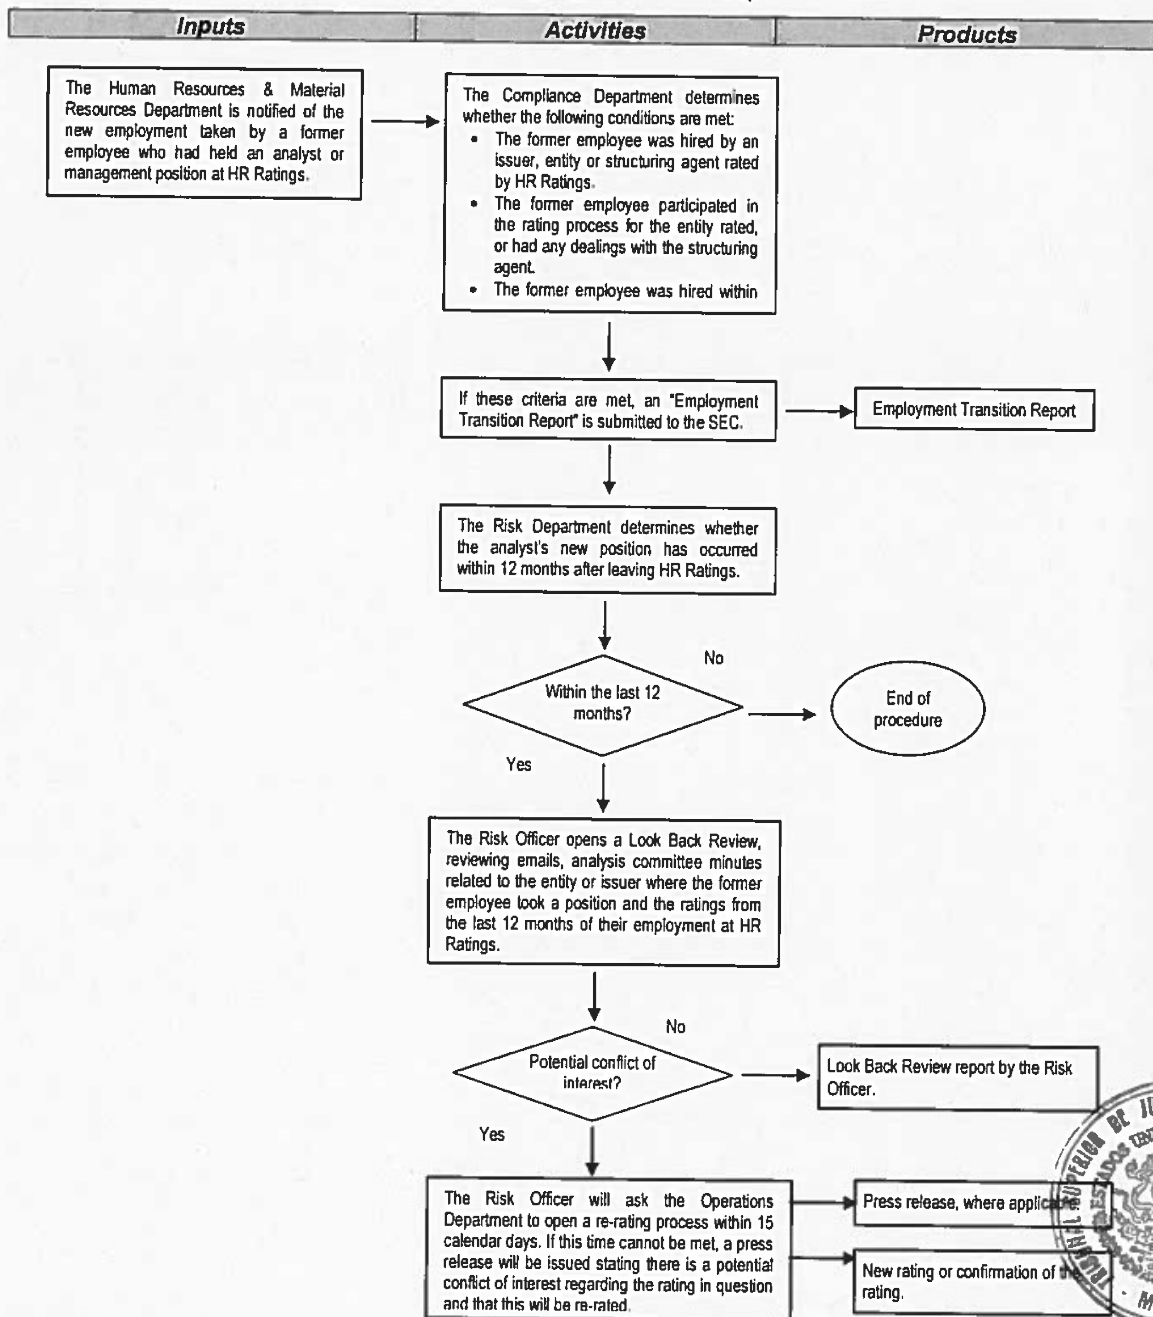 Inputs
Activities
Products
The Human Resources & Material
Resources Department is notified of the
new employment taken by a former
employee who had held an analyst or
management position at HR Ratings.
The Compliance Department determines
whether the following conditions are met:
• The former employee was hired by an
issuer, entity or structuring agent rated
by HR Ratings.
• The former employee participated in
the rating process for the entity rated,
or had any dealings with the structuring
agent.
• The former employee was hired within
If these criteria are met, an "Employment
Transition Report" is submitted to the SEC.
Employment Transition Report
The Risk Department determines whether
the analyst's new position has occurred
within 12 months after leaving HR Ratings.
No
Within the last 12
months?
End of
procedure
Yes
The Risk Officer opens a Look Back Review,
reviewing emails, analysis committee minutes
related to the entity or issuer where the former
employee took a position and the ratings from
the last 12 months of their employment at HR
Ratings.
No
Potential conflict of
interest?
Look Back Review report by the Risk
Officer.
Yes
The Risk Officer will ask the Operations
Department to open a re-rating process within 15
calendar days. If this time cannot be met, a press
release will be issued stating there is a potential
conflict of interest regarding the rating in question
and that this will be re-rated.
Press release, where applicable
New rating or confirmation of the
rating.
SUPERIOR DE
ESTADOS